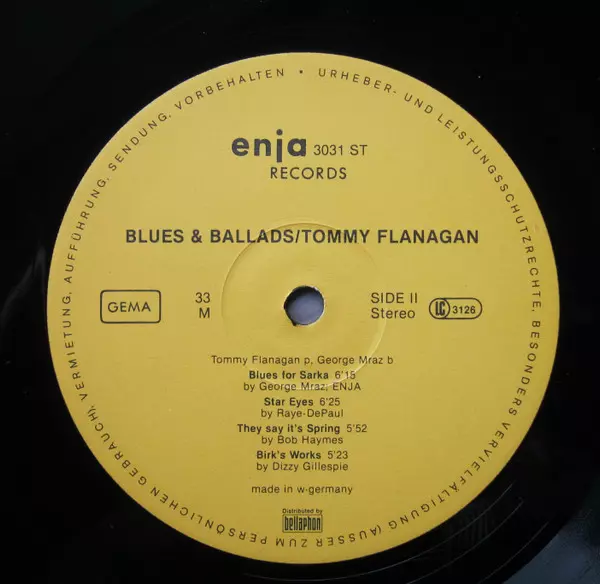 URHEBER- UND LEISTUNGSSCHUTZRECHTE, BESONDERS VERVIELFÄLTIGUNG (AUSSER ZUM PERSÖNLICHEN GEBRAUCH), VERMIETUNG, AUFFÜHRUNG, SENDUNG, VORBEHALTEN •
enja 3031 ST
RECORDS
BLUES & BALLADS/TOMMY FLANAGAN
GEMA
33
M
SIDE II
Stereo
LC 3126
Tommy Flanagan p, George Mraz b
Blues for Sarka 6'15
by George Mraz, ENJA
Star Eyes 6'25
by Raye-DePaul
They say it's Spring 5'52
by Bob Haymes
Birk's Works 5'23
by Dizzy Gillespie
made in w-germany
Distributed by
bellaphon